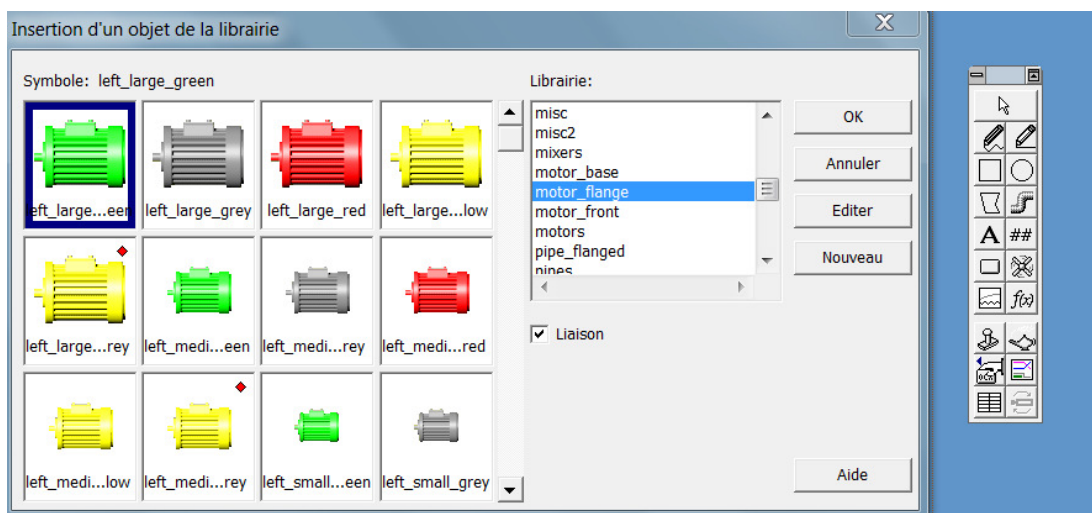 Insertion d'un objet de la librairie
X
Symbole: left_large_green
eft_large...een
left_large_grey
left_large_red
left_large...low
left_large...rey
left_medi...een
left_medi...rey
left_medi...red
left_medi...low
left_medi...rey
left_small...een
left_small_grey
Librairie:
misc
misc2
mixers
motor_base
motor_flange
motor_front
motors
pipe_flanged
pipes
Liaison
OK
Annuler
Editer
Nouveau
Aide
A ##
f(x)